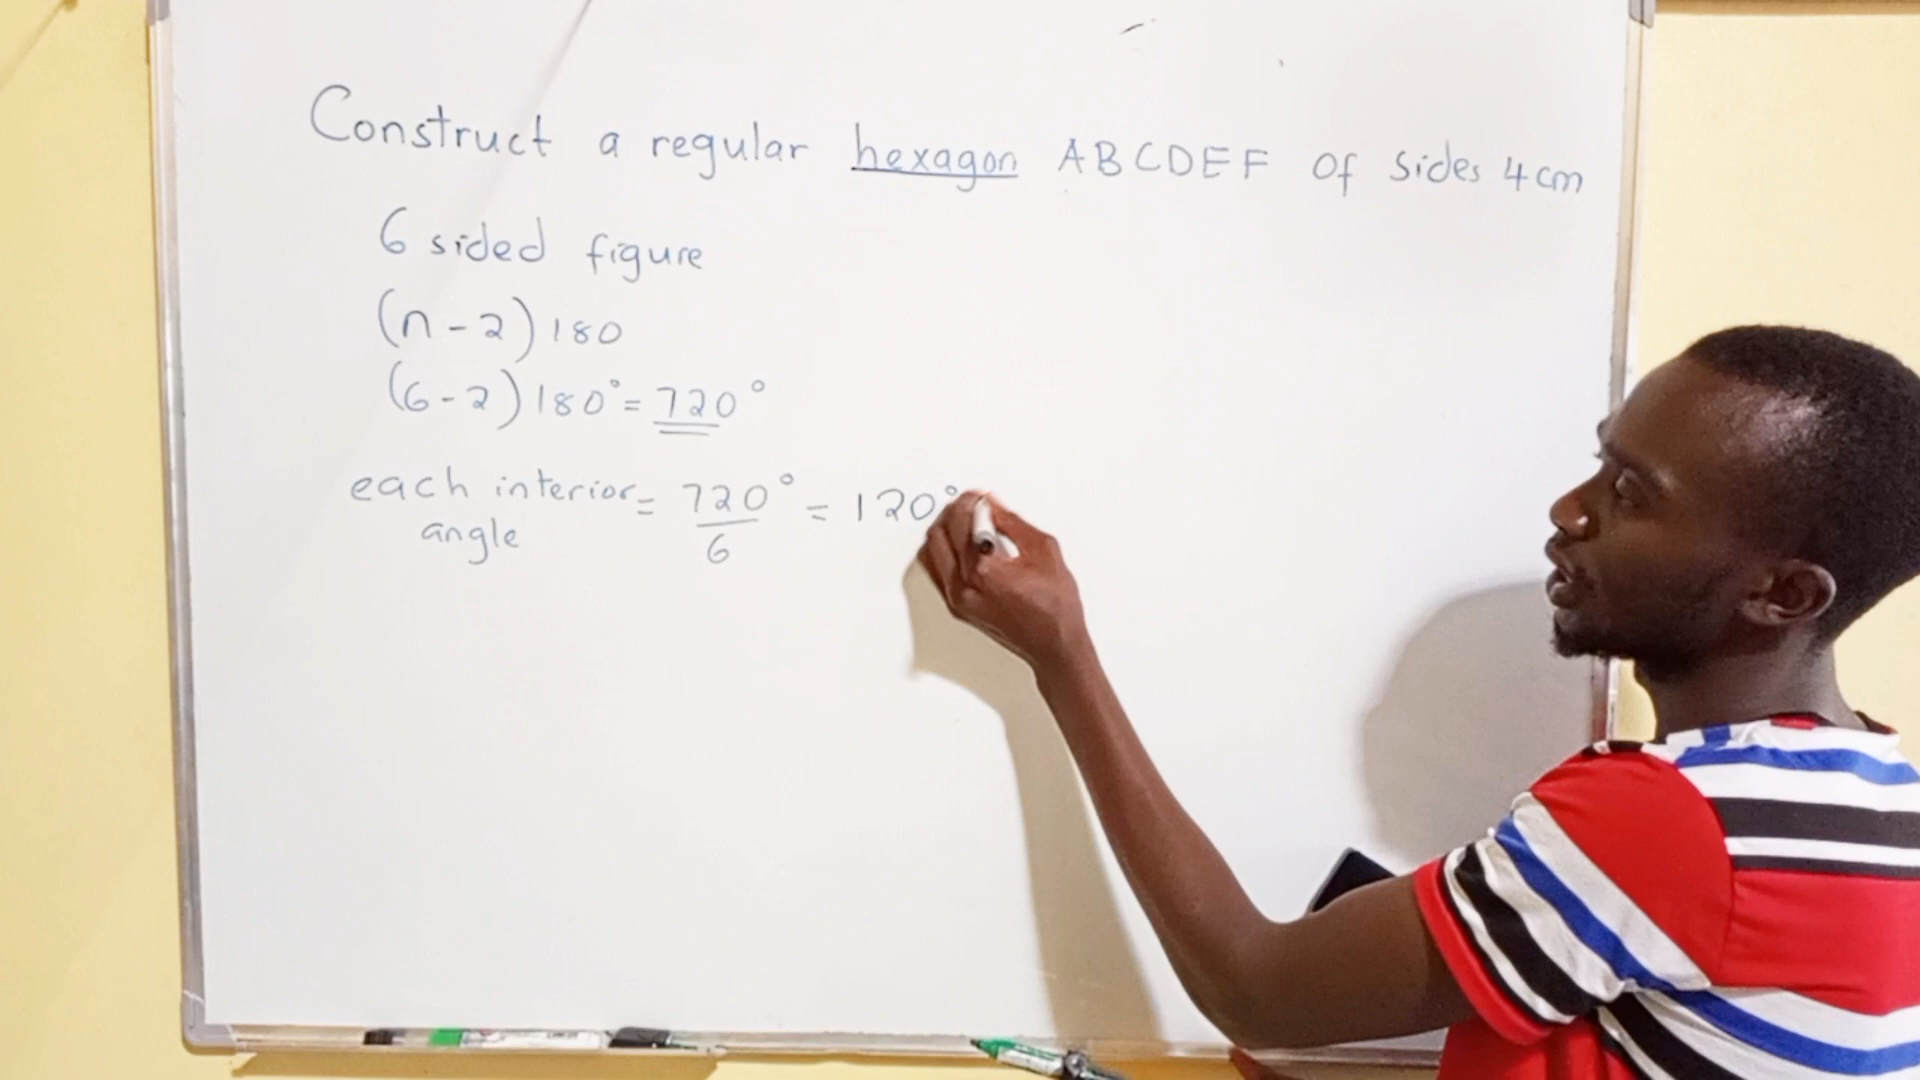 Construct a regular hexagon ABCDEF of sides 4cm
6 sided figure
(n-2)180
(6-2)180°=720°
each interior angle = 720°/6 = 120°